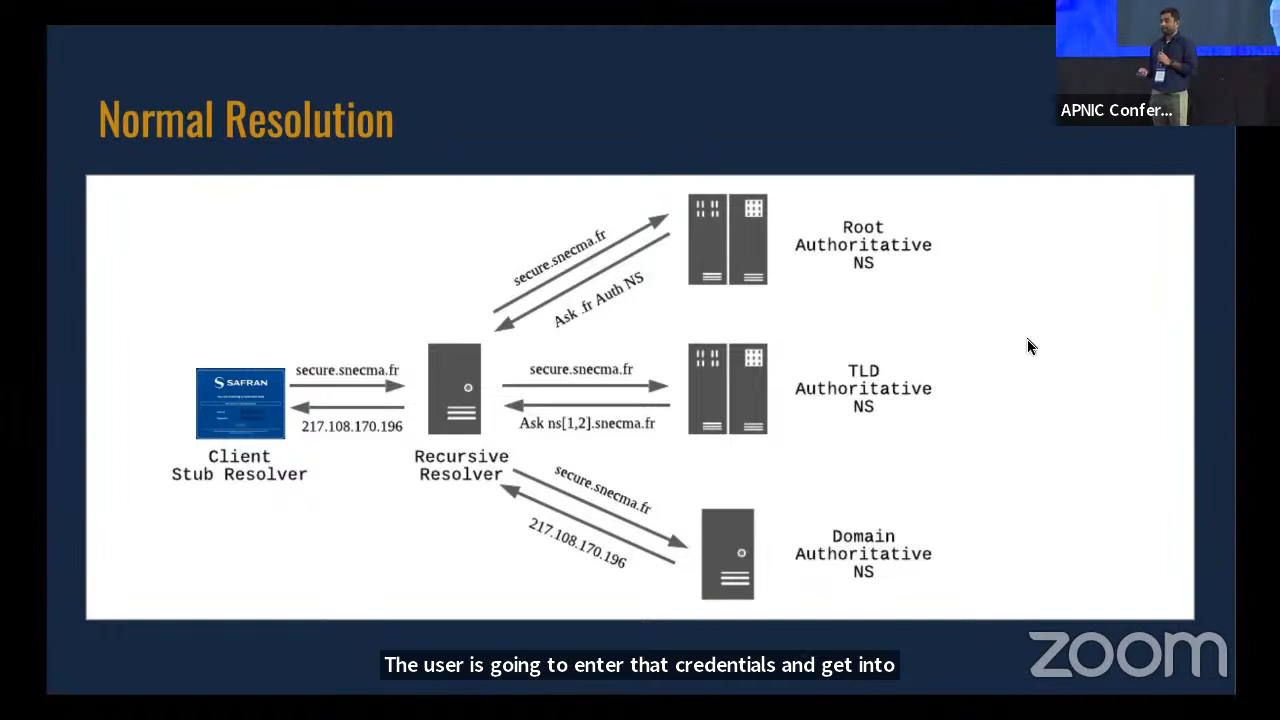 Normal Resolution
APNIC Confer...
secure.snecma.fr
Ask .fr Auth NS
Root
Authoritative
NS
SAFRAN
secure.snecma.fr
217.108.170.196
Client
Stub Resolver
Recursive
Resolver
secure.snecma.fr
Ask ns[1,2].snecma.fr
TLD
Authoritative
NS
secure.snecma.fr
217.108.170.196
Domain
Authoritative
NS
The user is going to enter that credentials and get into
zoom